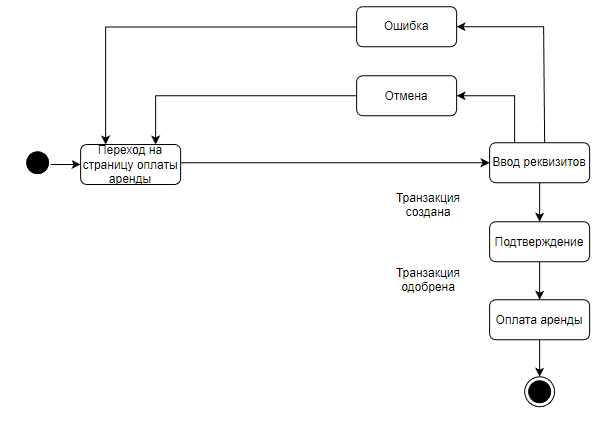 Ошибка
Отмена
Переход на
страницу оплаты
аренды
Ввод реквизитов
Транзакция
создана
Подтверждение
Транзакция
одобрена
Оплата аренды